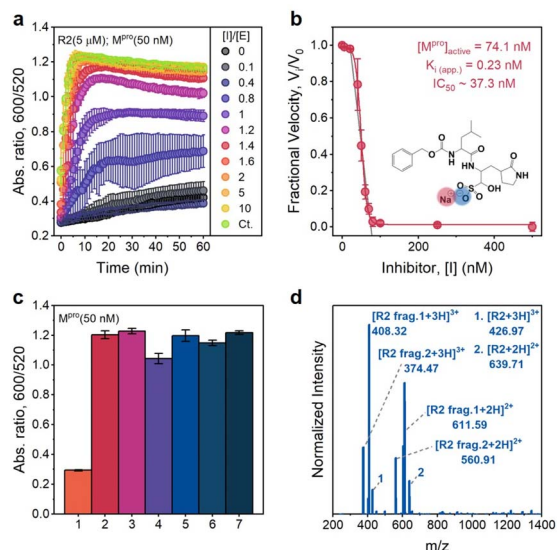 a
R2(5 μM); Mᵖʳᵒ(50 nM)
[I]/[E]
0
0.1
0.4
0.8
1
1.2
1.4
1.6
2
5
10
Ct.
Abs. ratio, 600/520
1.4
1.2
1.0
0.8
0.6
0.4
0.2
0 10 20 30 40 50 60
Time (min)
b
[Mᵖʳᵒ]active = 74.1 nM
Ki (app.) = 0.23 nM
IC50 ~ 37.3 nM
Fractional Velocity, V/V0
1.0
0.8
0.6
0.4
0.2
0.0
0 200 400
Inhibitor, [I] (nM)
O
O
N
H
O
H
N
O
NH
OH
O
S
O
Na
O
c
Mᵖʳᵒ(50 nM)
Abs. ratio, 600/520
1.4
1.2
1.0
0.8
0.6
0.4
0.2
0.0
1 2 3 4 5 6 7
d
[R2 frag.1+3H]³⁺
408.32
[R2 frag.2+3H]³⁺
374.47
1. [R2+3H]³⁺
426.97
2. [R2+2H]²⁺
639.71
[R2 frag.1+2H]²⁺
611.59
[R2 frag.2+2H]²⁺
560.91
1
2
Normalized Intensity
200 400 600 800 1000 1200 1400
m/z